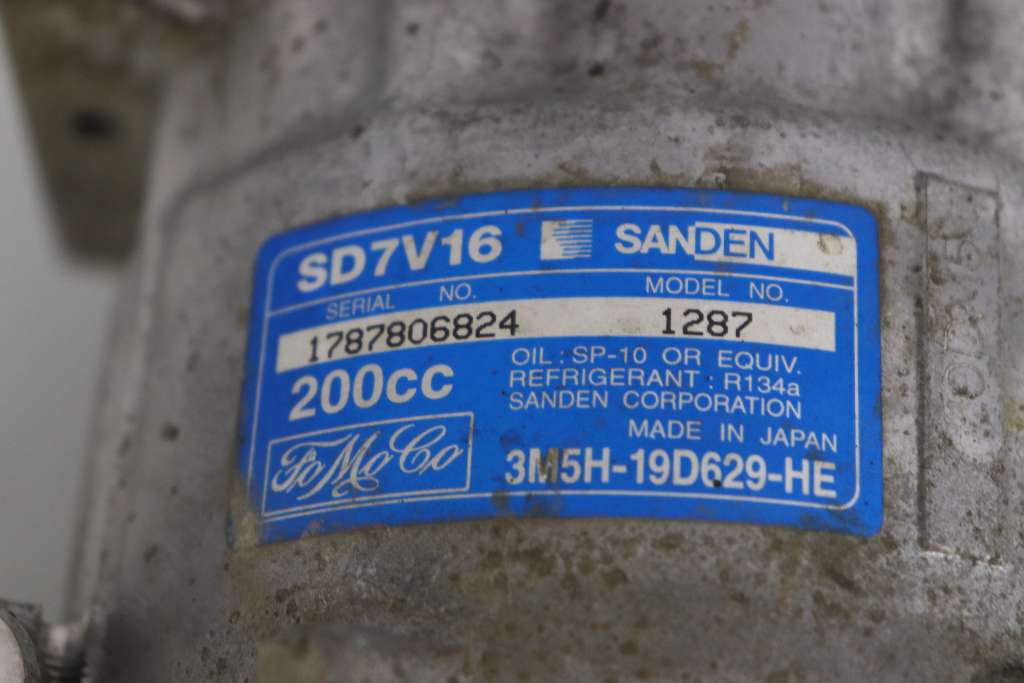 SD7V16 SANDEN
SERIAL NO. MODEL NO.
1787806824 1287
200cc
OIL : SP-10 OR EQUIV.
REFRIGERANT : R134a
SANDEN CORPORATION
MADE IN JAPAN
FoMoCo
3M5H-19D629-HE